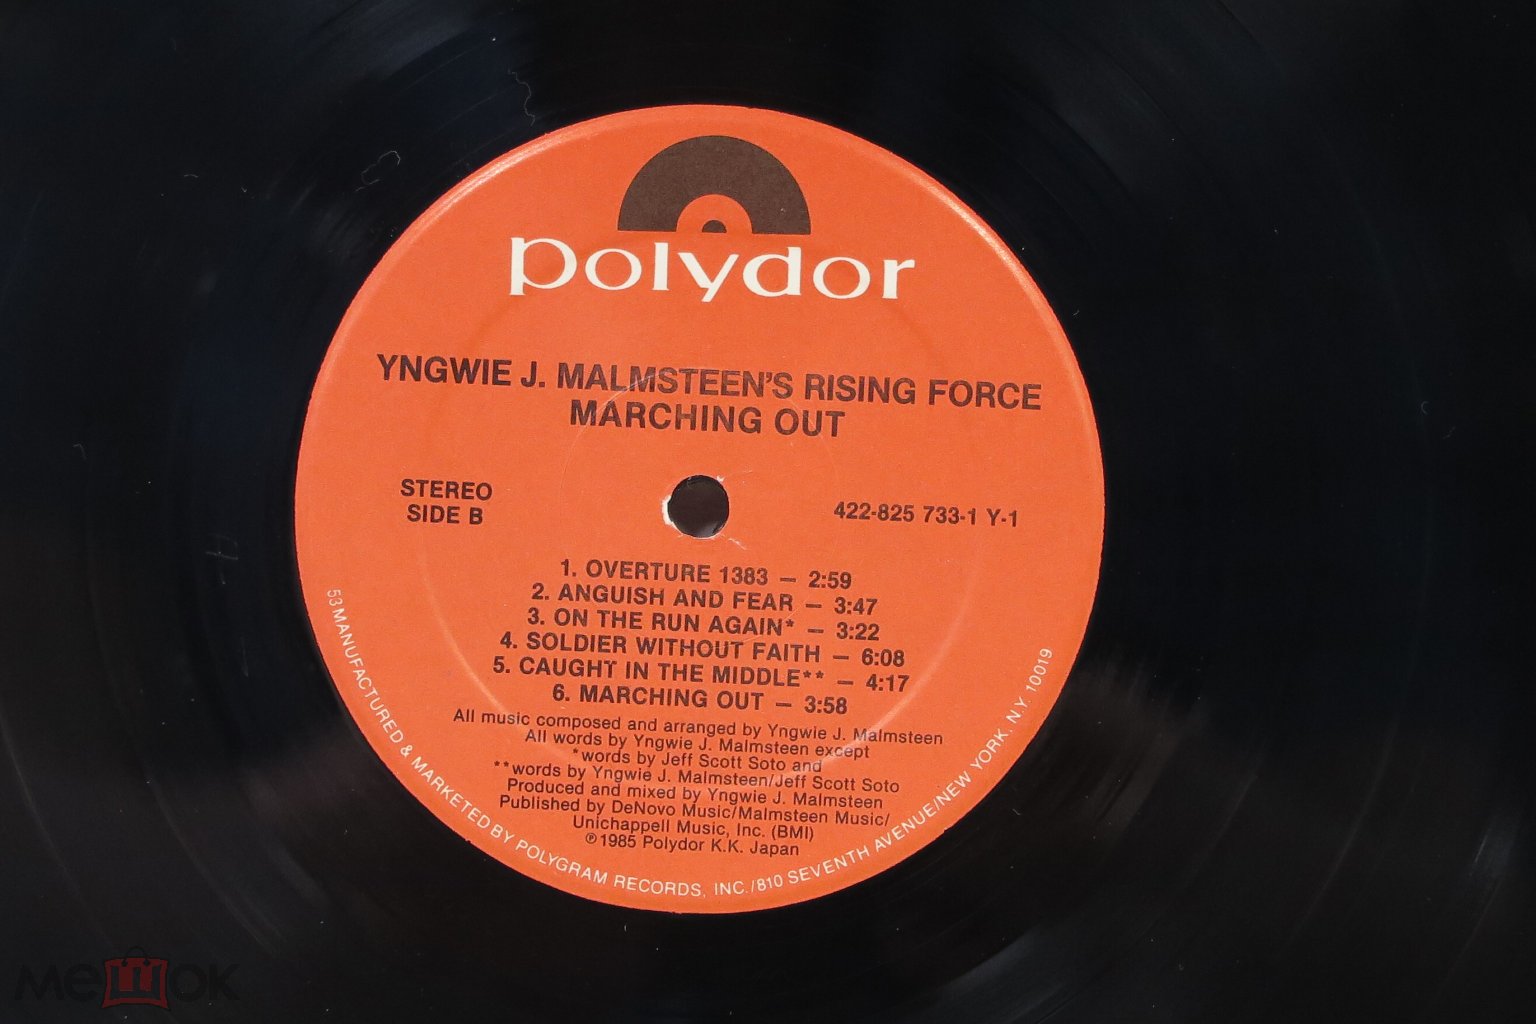 polydor
YNGWIE J. MALMSTEEN'S RISING FORCE
MARCHING OUT
STEREO
SIDE B
422-825 733-1 Y-1
1. OVERTURE 1383 — 2:59
2. ANGUISH AND FEAR — 3:47
3. ON THE RUN AGAIN* — 3:22
4. SOLDIER WITHOUT FAITH — 6:08
5. CAUGHT IN THE MIDDLE** — 4:17
6. MARCHING OUT — 3:58
All music composed and arranged by Yngwie J. Malmsteen
All words by Yngwie J. Malmsteen except
*words by Jeff Scott Soto and
**words by Yngwie J. Malmsteen/Jeff Scott Soto
Produced and mixed by Yngwie J. Malmsteen
Published by DeNovo Music/Malmsteen Music/
Unichappell Music, Inc. (BMI)
℗1985 Polydor K.K. Japan
53 MANUFACTURED & MARKETED BY POLYGRAM RECORDS, INC./810 SEVENTH AVENUE/NEW YORK. N.Y. 10019
мешок